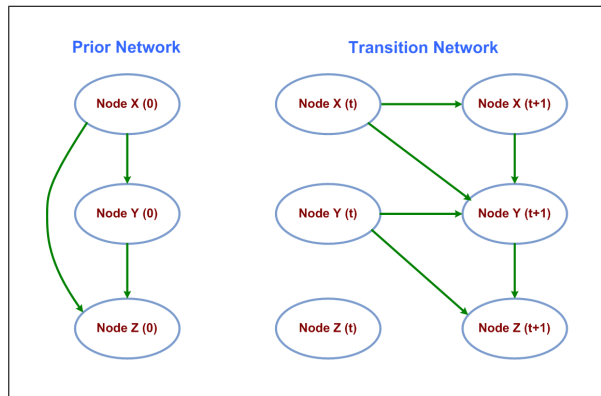 Prior Network
Transition Network
Node X (0)
Node X (t)
Node X (t+1)
Node Y (0)
Node Y (t)
Node Y (t+1)
Node Z (0)
Node Z (t)
Node Z (t+1)